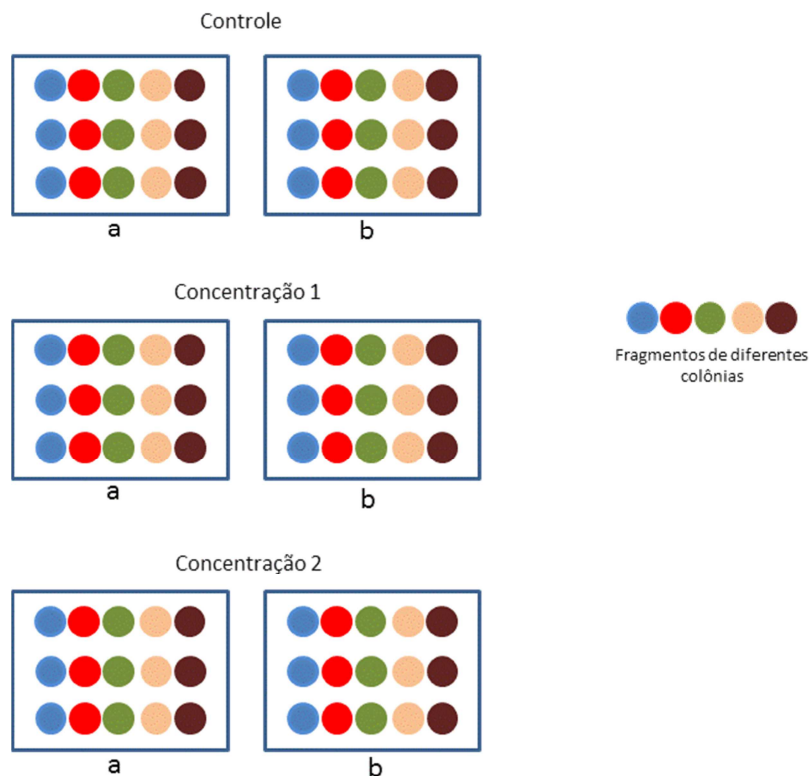 Controle
a
b
Concentração 1
a
b
Fragmentos de diferentes
colônias
Concentração 2
a
b